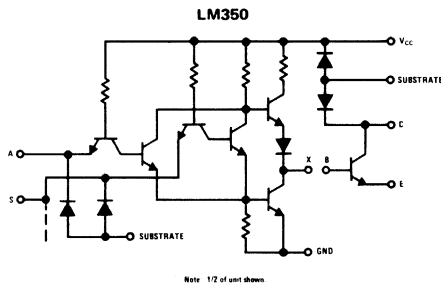 LM350
VCC
SUBSTRATE
C
A
X
B
S
E
SUBSTRATE
GND
Note 1/2 of unit shown.